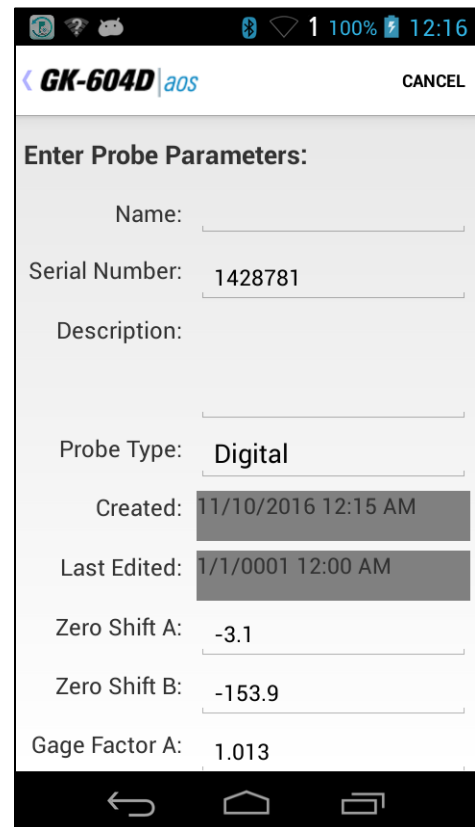 1 100% 12:16
GK-604D aos CANCEL
Enter Probe Parameters:
Name:
Serial Number: 1428781
Description:
Probe Type: Digital
Created: 11/10/2016 12:15 AM
Last Edited: 1/1/0001 12:00 AM
Zero Shift A: -3.1
Zero Shift B: -153.9
Gage Factor A: 1.013